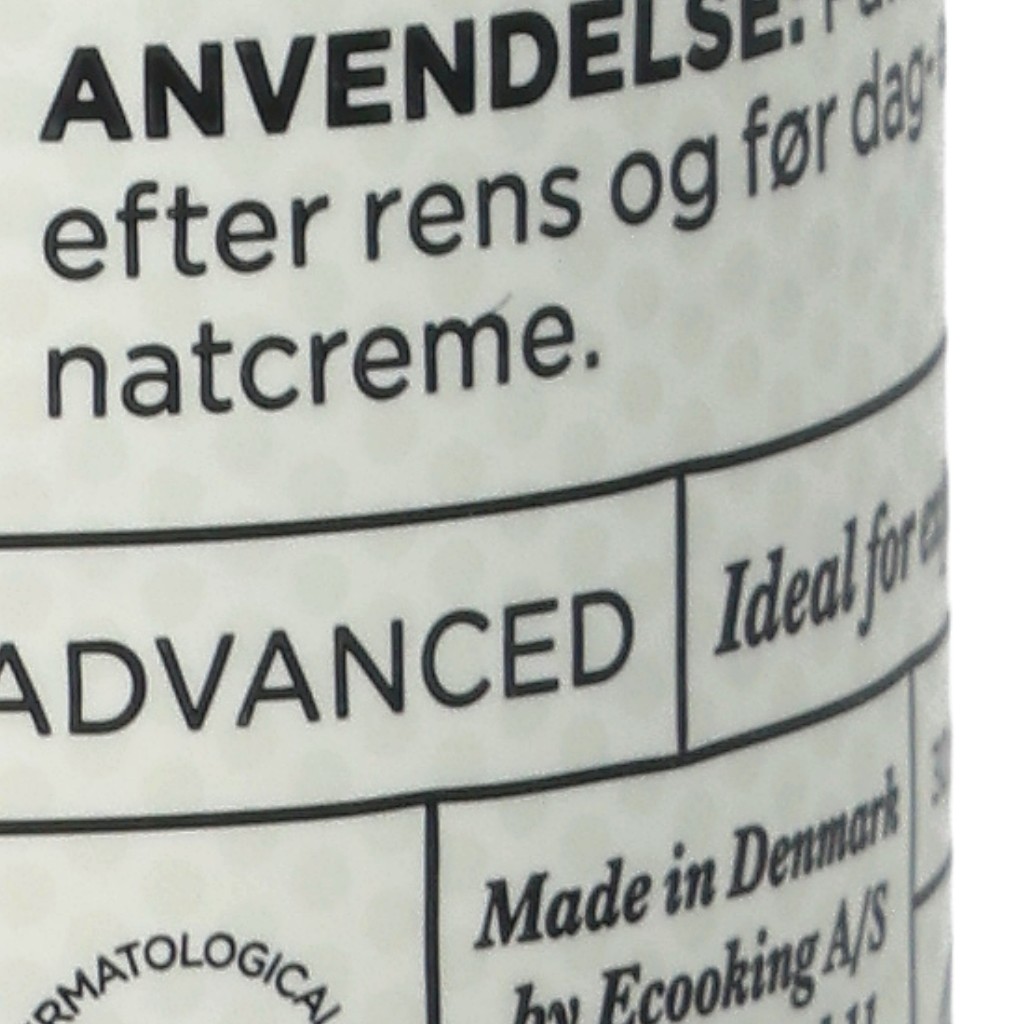 ANVENDELSE:
efter rens og før dag-
natcreme.
ADVANCED
Ideal for
Made in Denmark
by Ecooking A/S